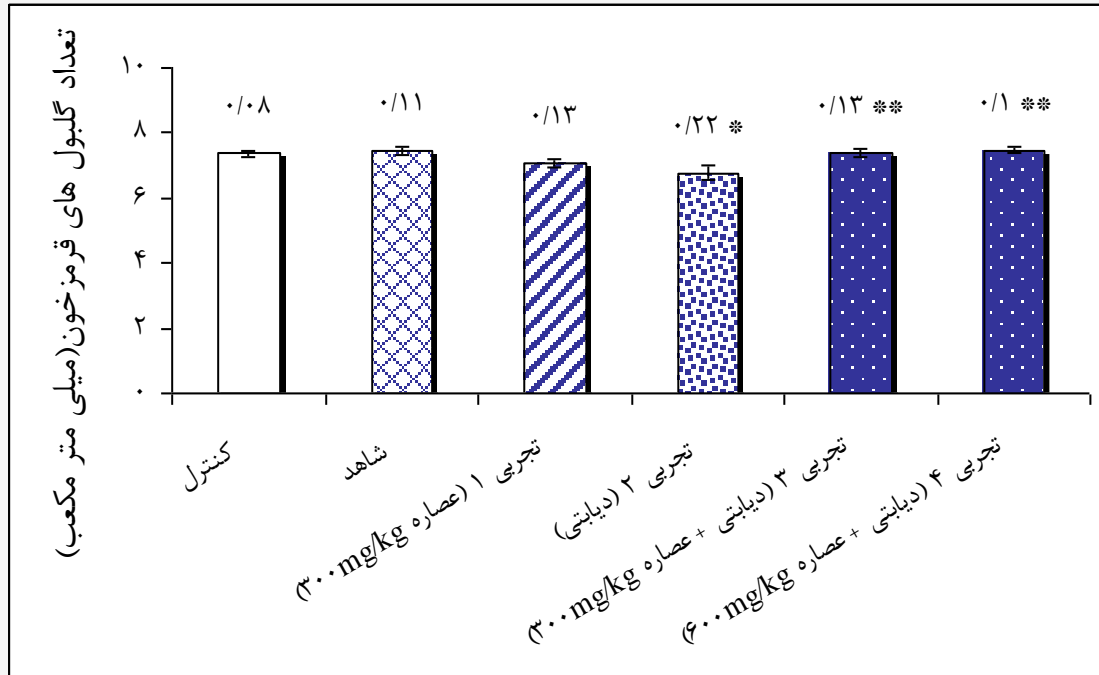 تعداد گلبول های قرمزخون(میلی متر مکعب)
۱۰
۸
۶
۴
۲
۰
۰/۰۸
۰/۱۱
۰/۱۳
۰/۲۲ *
۰/۱۳ **
۰/۱ **
کنترل
شاهد
تجربی ۱ (عصاره ۳۰۰mg/kg)
تجربی ۲ (دیابتی)
تجربی ۳ (دیابتی +عصاره ۳۰۰mg/kg)
تجربی ۴ (دیابتی +عصاره ۶۰۰mg/kg)